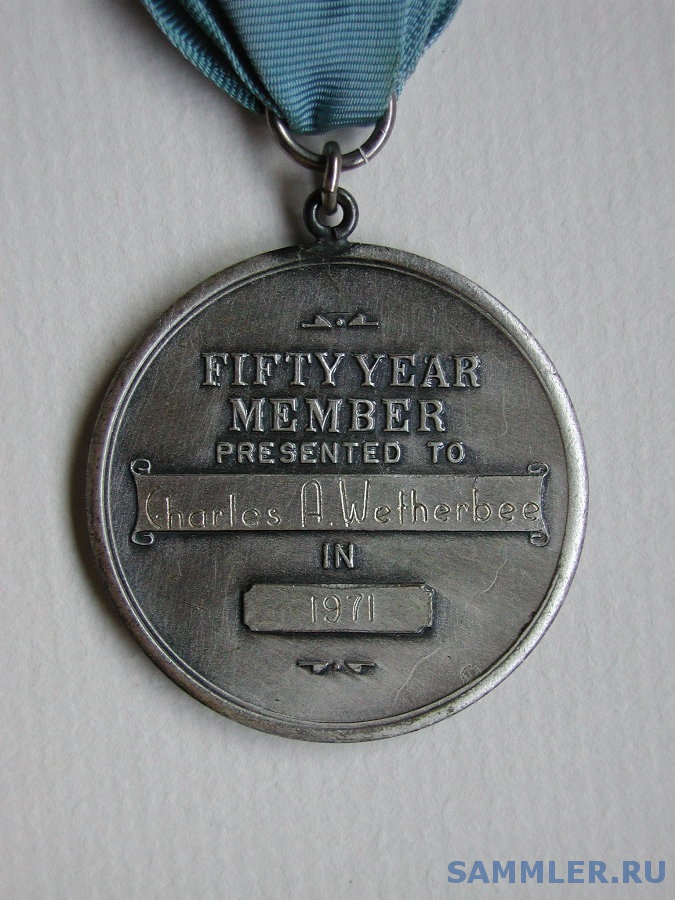 FIFTY YEAR
MEMBER
PRESENTED TO
Charles A. Wetherbee
IN
1971
SAMMLER.RU